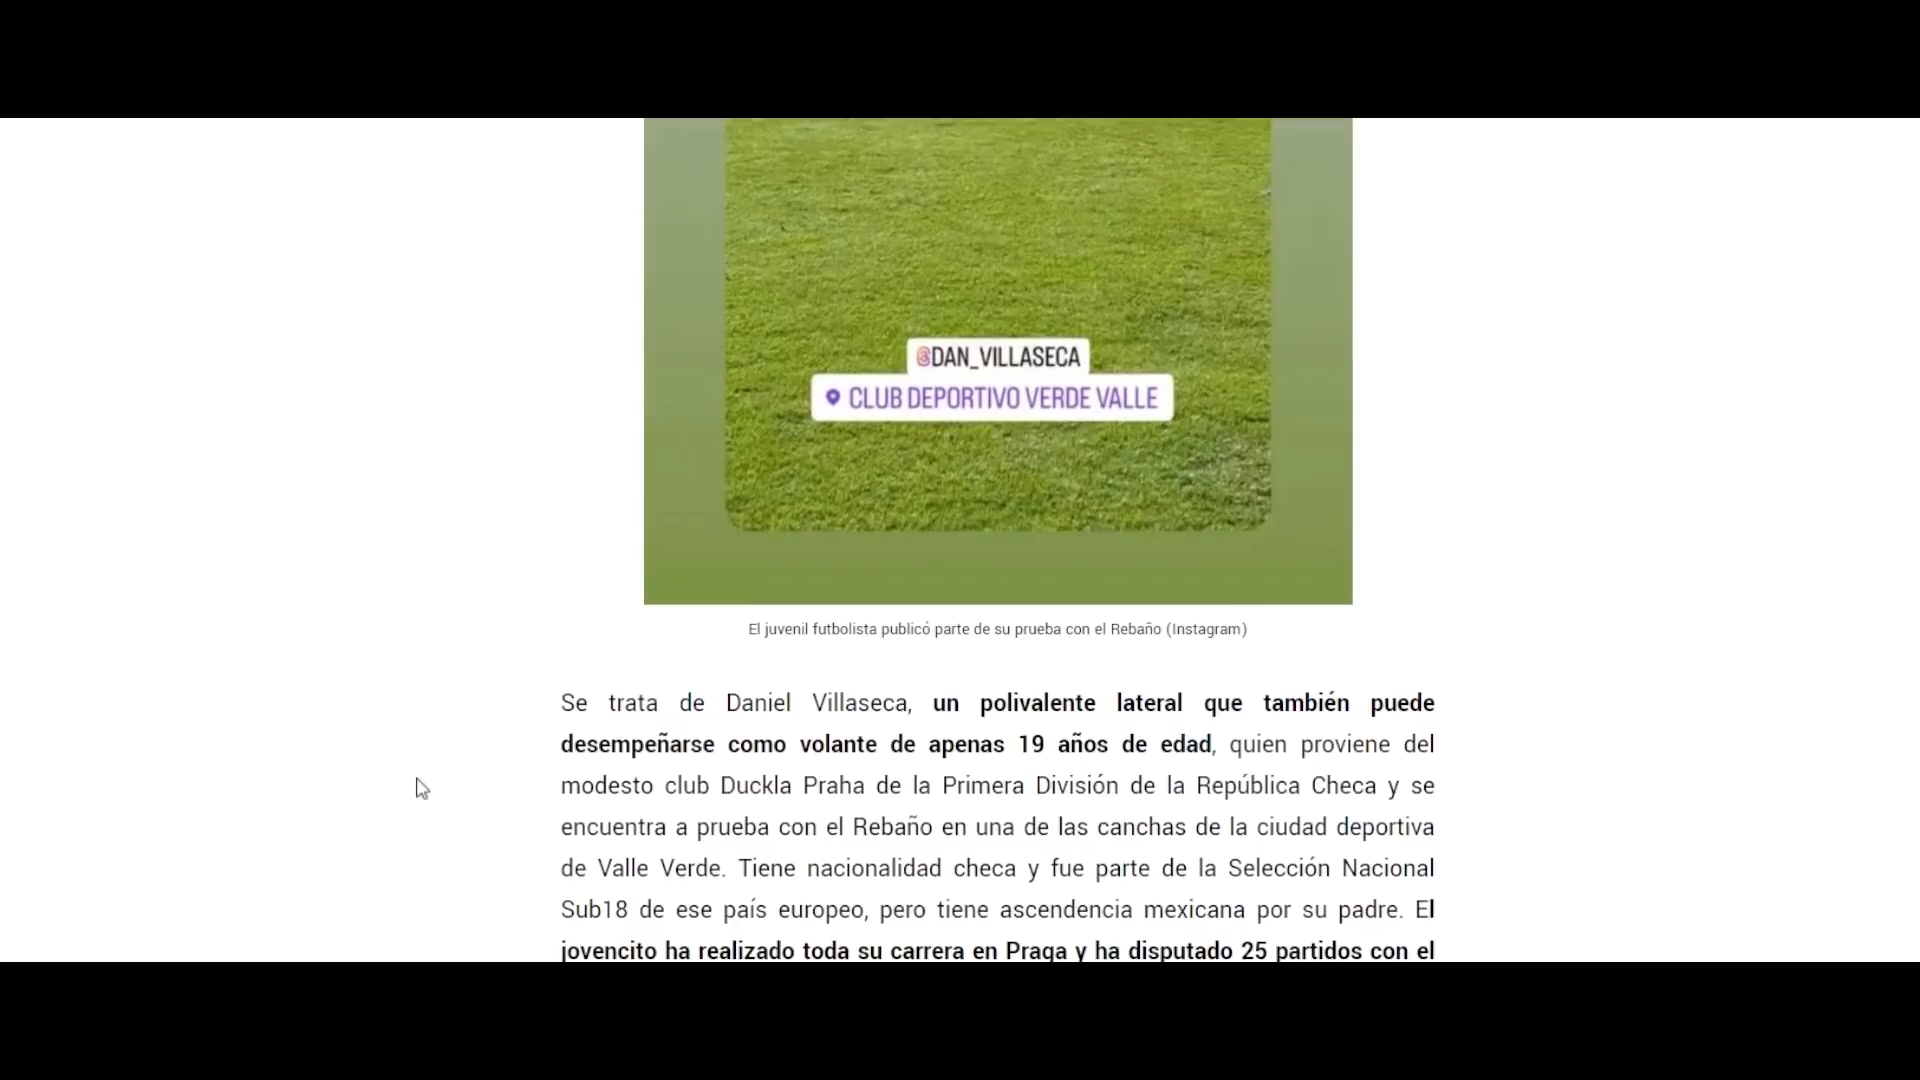 @DAN_VILLASECA
CLUB DEPORTIVO VERDE VALLE
El juvenil futbolista publicó parte de su prueba con el Rebaño (Instagram)
Se trata de Daniel Villaseca, un polivalente lateral que también puede
desempeñarse como volante de apenas 19 años de edad, quien proviene del
modesto club Duckla Praha de la Primera División de la República Checa y se
encuentra a prueba con el Rebaño en una de las canchas de la ciudad deportiva
de Valle Verde. Tiene nacionalidad checa y fue parte de la Selección Nacional
Sub18 de ese país europeo, pero tiene ascendencia mexicana por su padre. El
jovencito ha realizado toda su carrera en Praga y ha disputado 25 partidos con el